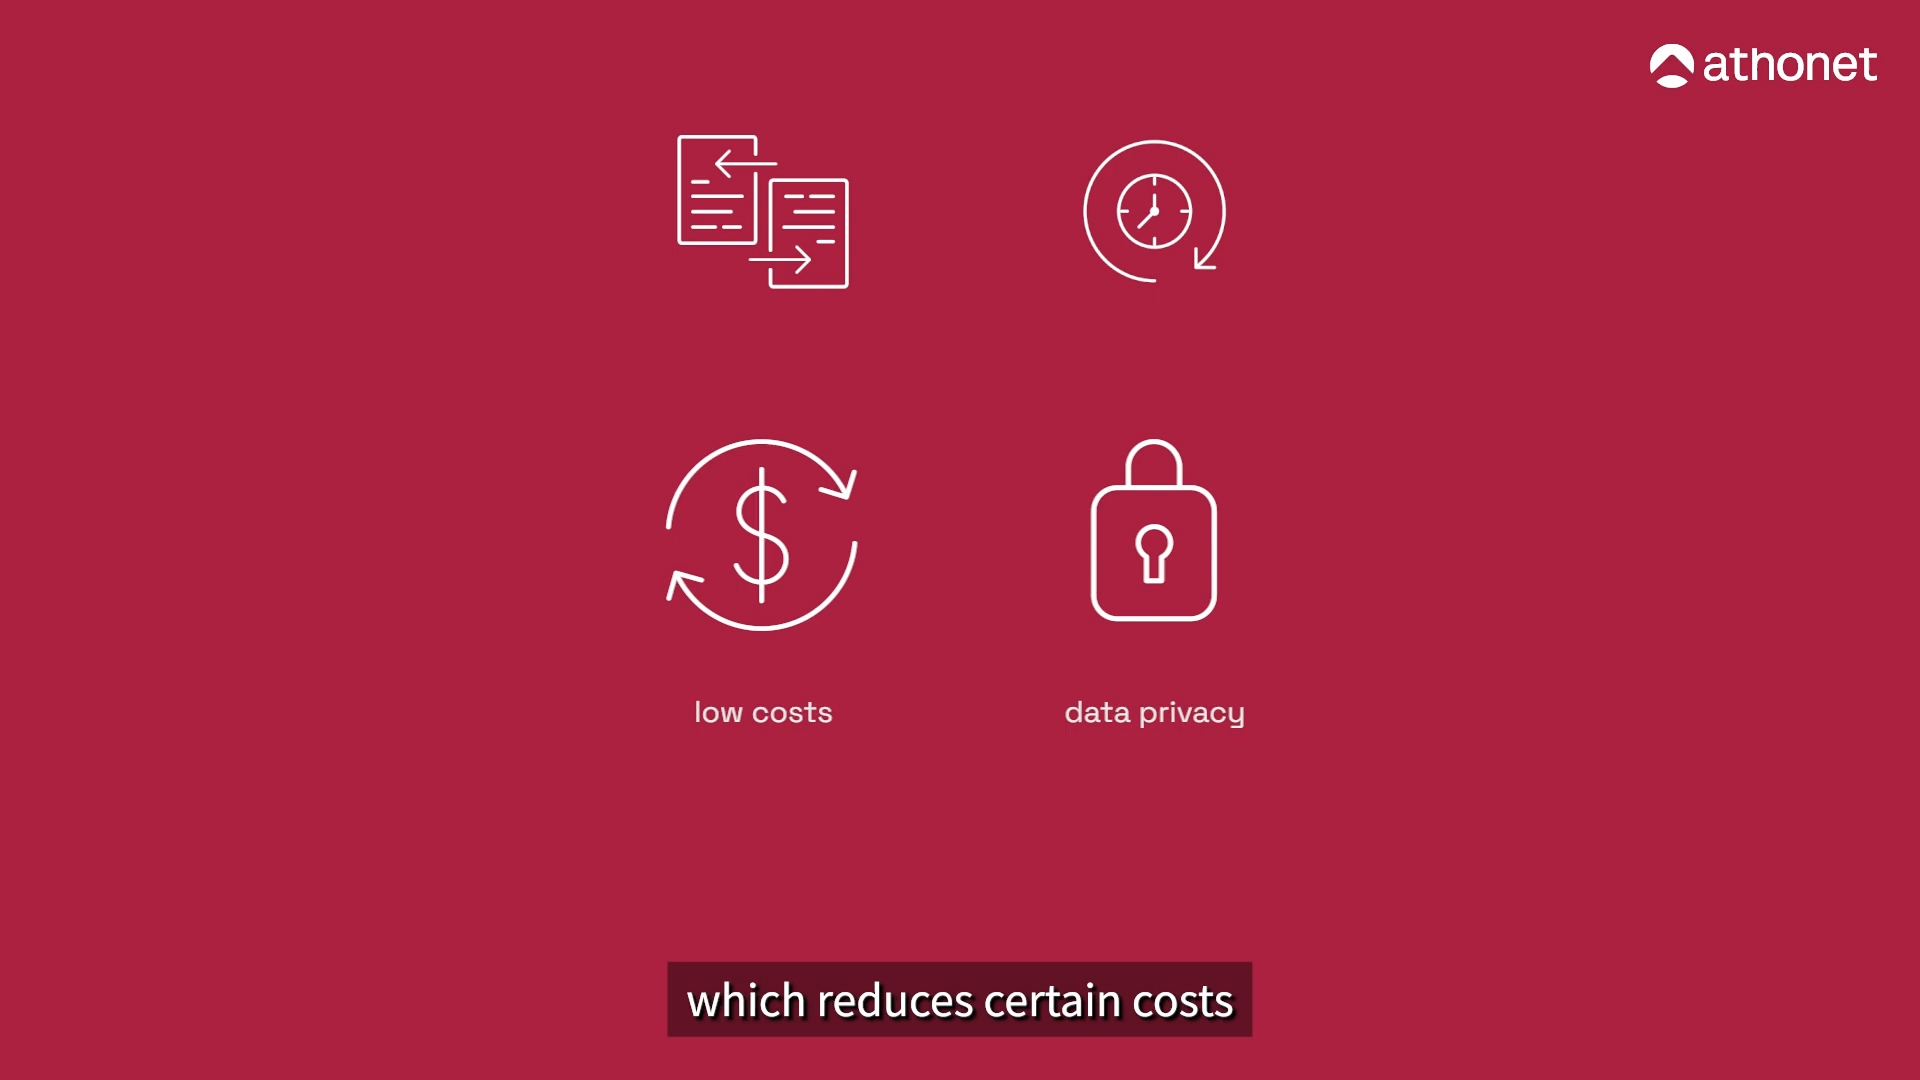 athonet
low costs
data privacy
which reduces certain costs